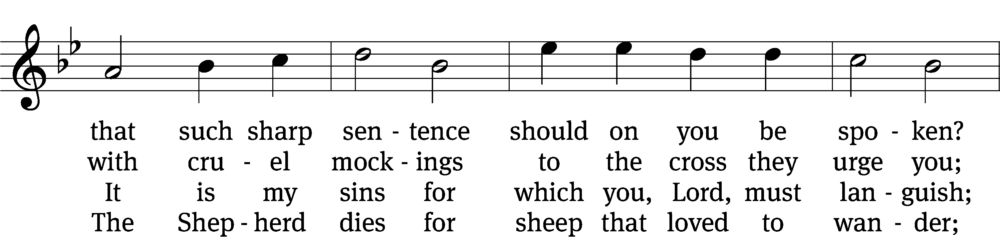 that such sharp sen - tence should on you be spo - ken?
with cru - el mock - ings to the cross they urge you;
It is my sins for which you, Lord, must lan - guish;
The Shep - herd dies for sheep that loved to wan - der;